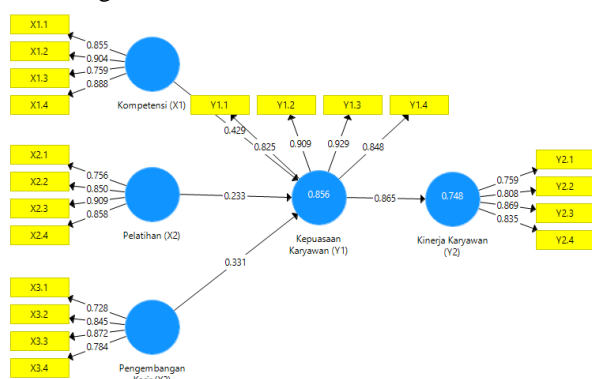 X1.1
X1.2
X1.3
X1.4
0.855
0.904
0.759
0.888
Kompetensi (X1)
Y1.1
Y1.2
Y1.3
Y1.4
0.429
0.825
0.909
0.929
0.848
X2.1
X2.2
X2.3
X2.4
0.756
0.850
0.909
0.858
Pelatihan (X2)
0.233
0.856
Kepuasaan
Karyawan (Y1)
0.865
0.748
Kinerja Karyawan
(Y2)
0.759
0.808
0.869
0.835
Y2.1
Y2.2
Y2.3
Y2.4
0.331
X3.1
X3.2
X3.3
X3.4
0.728
0.845
0.872
0.784
Pengembangan